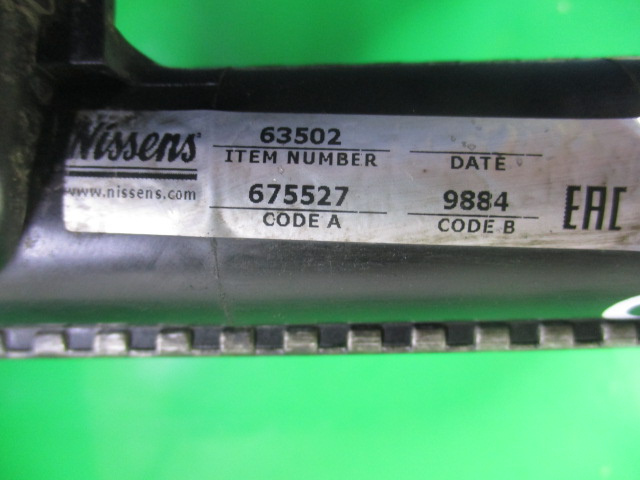 Nissens
www.nissens.com
63502
ITEM NUMBER
DATE
675527
CODE A
9884
CODE B
EAC